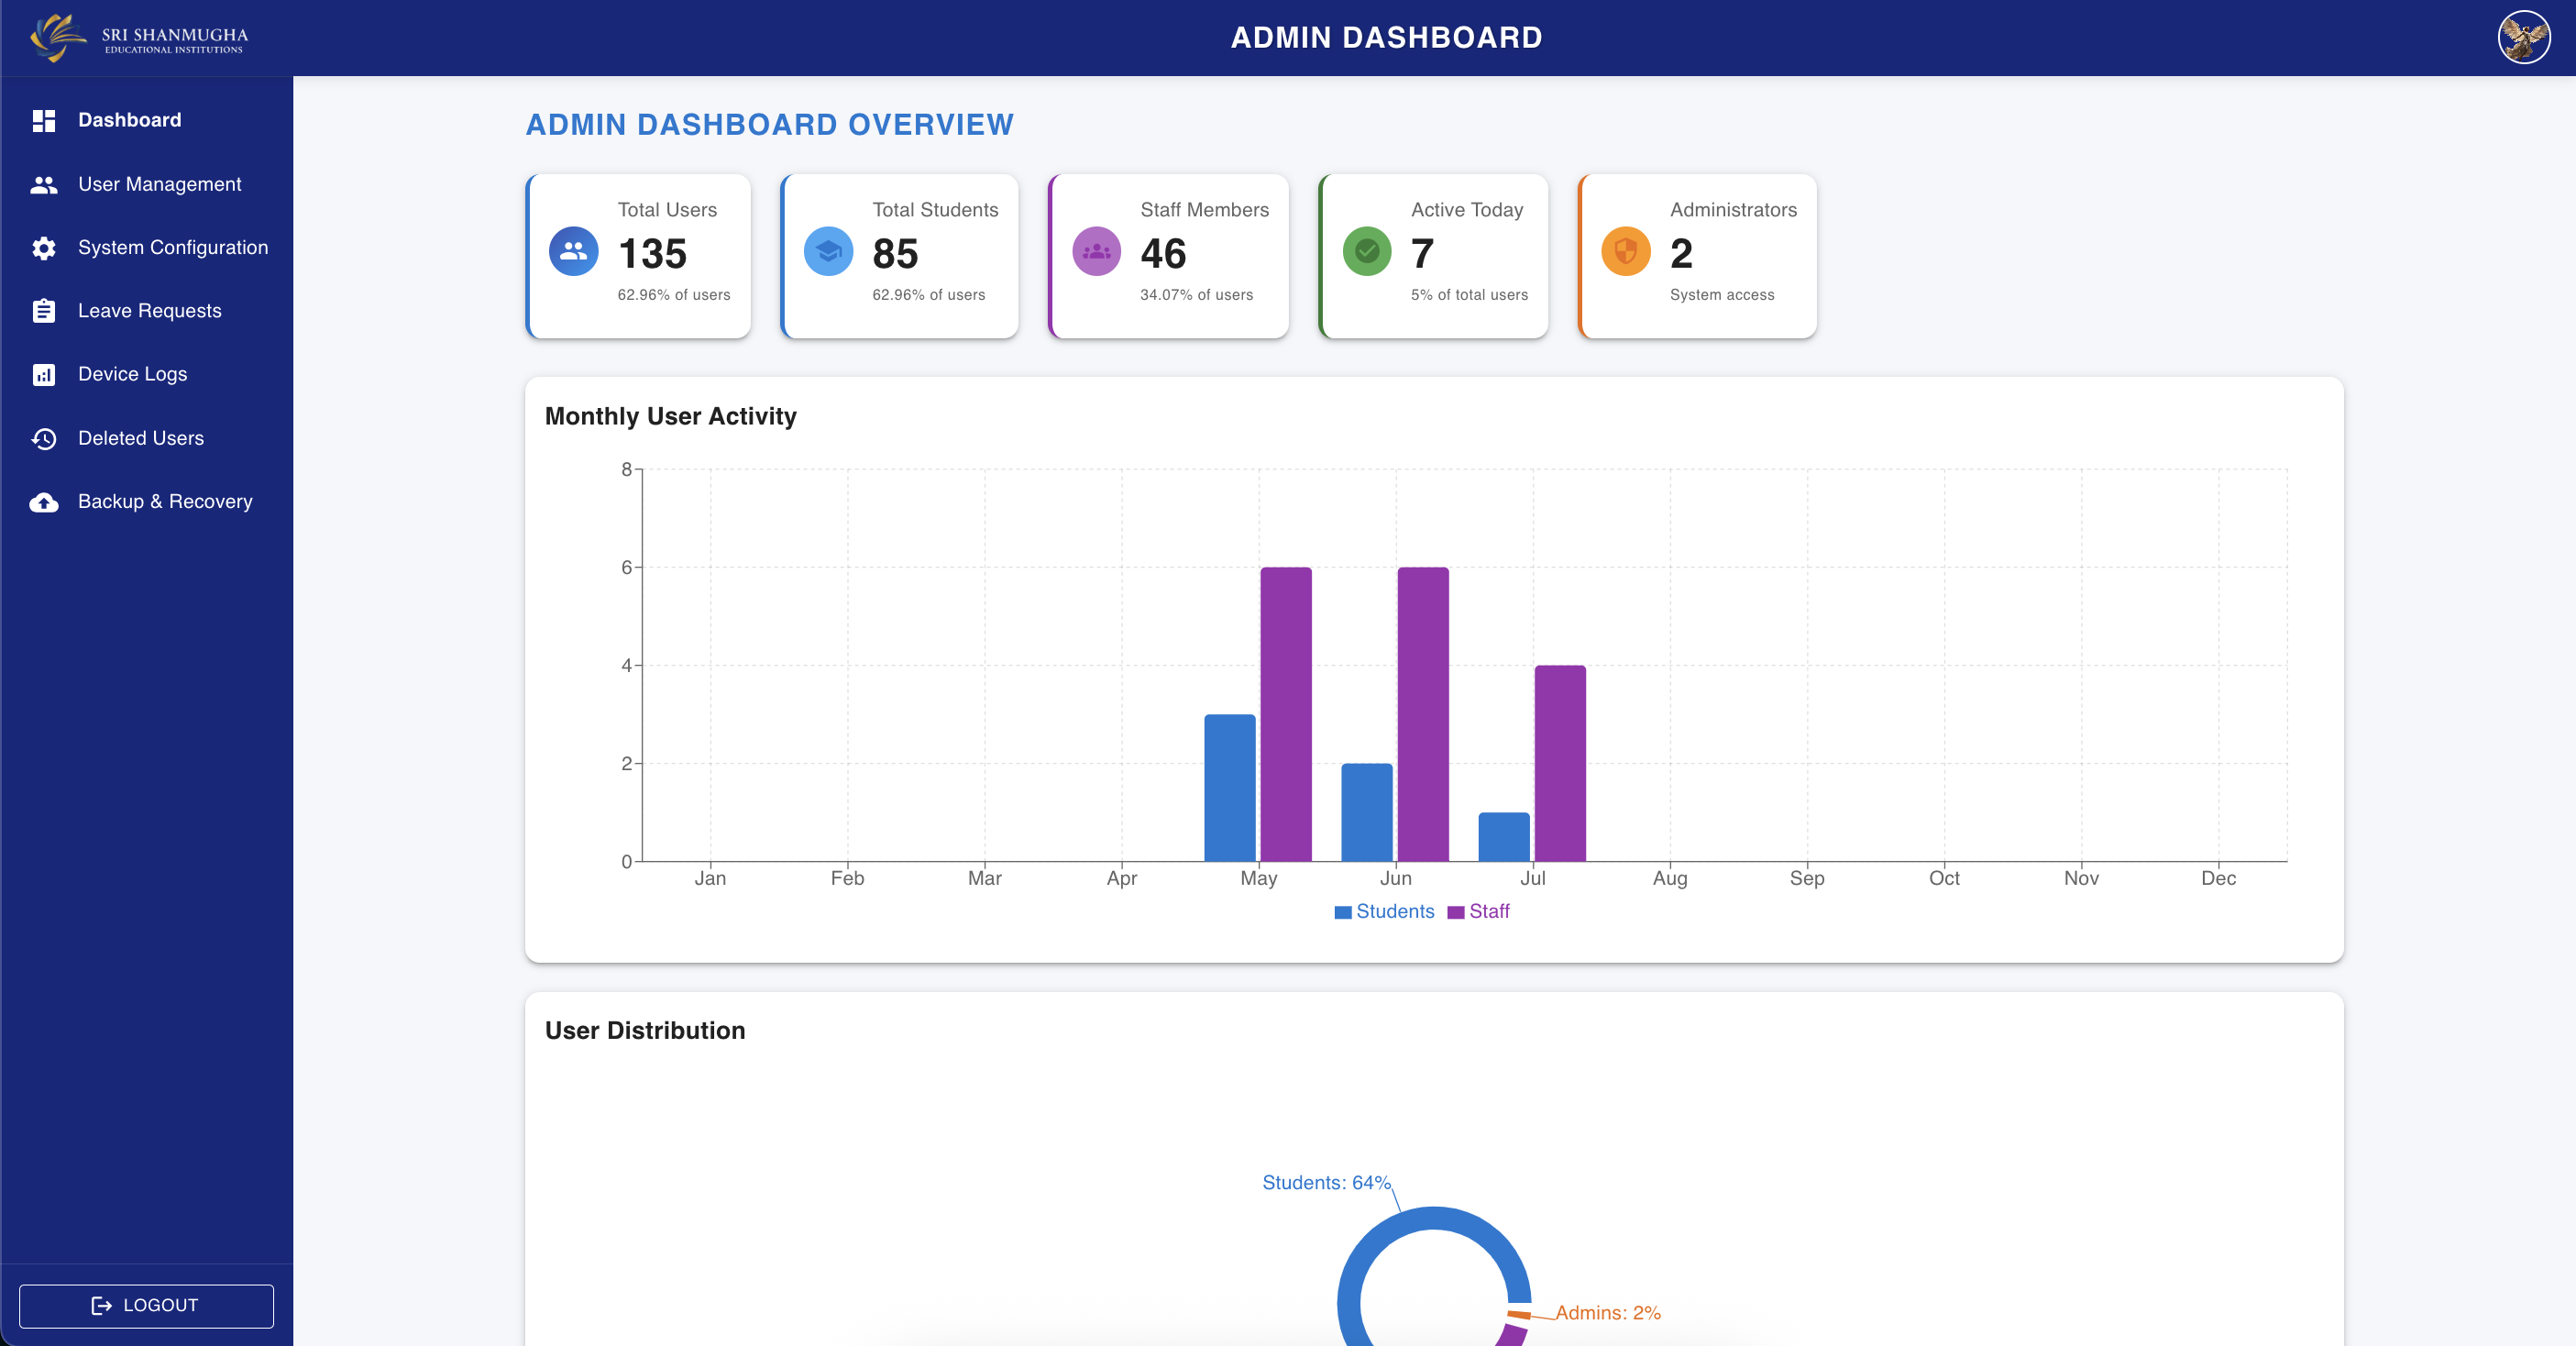 SRI SHANMUGHA
EDUCATIONAL INSTITUTIONS
ADMIN DASHBOARD
Dashboard
User Management
System Configuration
Leave Requests
Device Logs
Deleted Users
Backup & Recovery
LOGOUT
ADMIN DASHBOARD OVERVIEW
Total Users
135
62.96% of users
Total Students
85
62.96% of users
Staff Members
46
34.07% of users
Active Today
7
5% of total users
Administrators
2
System access
Monthly User Activity
8
6
4
2
0
Jan Feb Mar Apr May Jun Jul Aug Sep Oct Nov Dec
Students Staff
User Distribution
Students: 64%
Admins: 2%